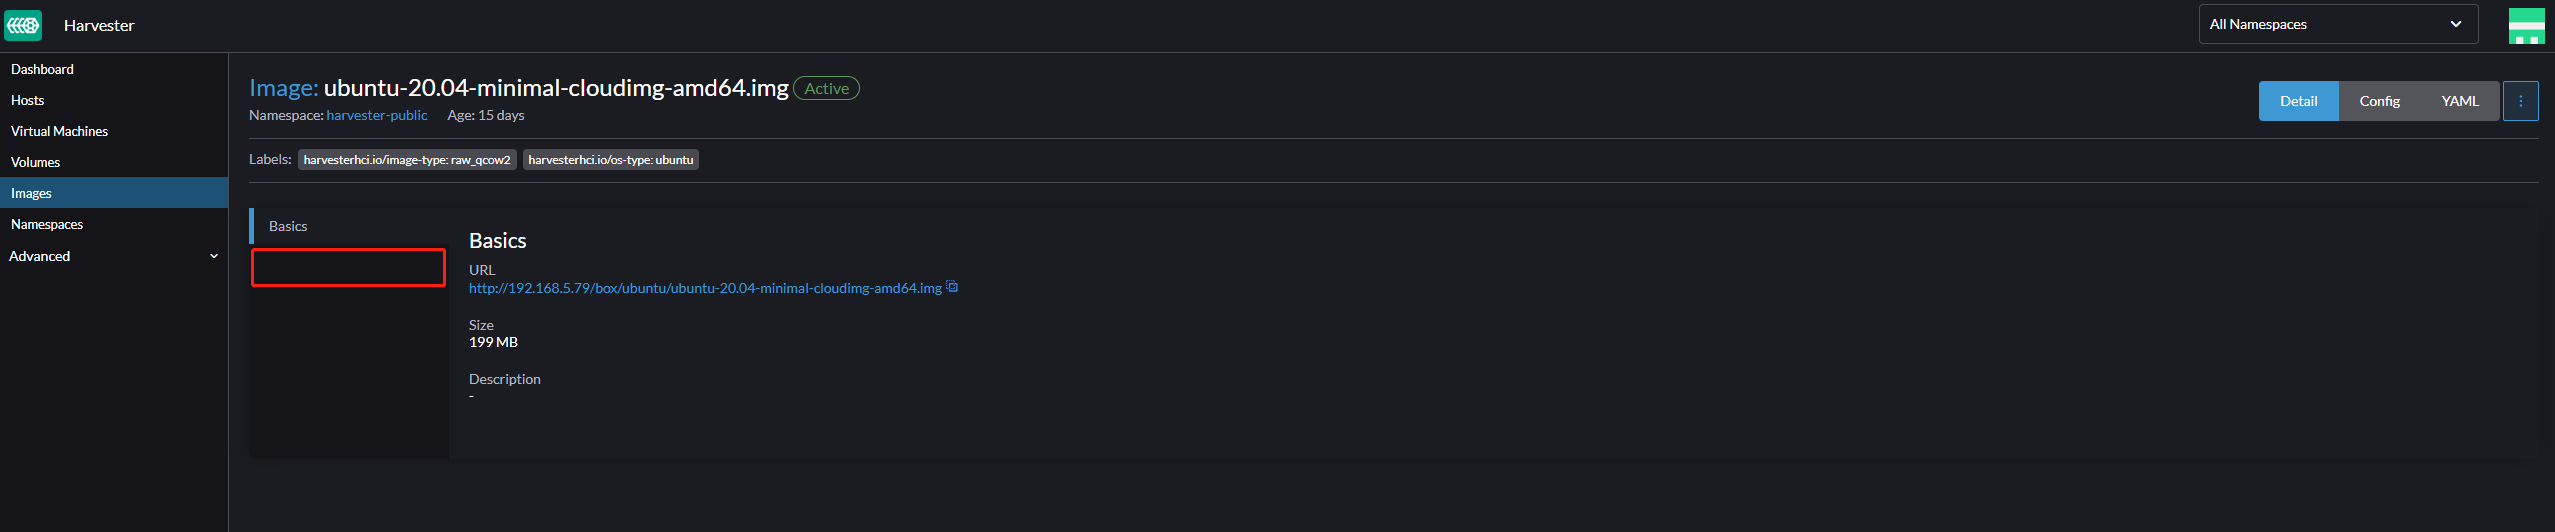 Harvester
All Namespaces
Dashboard
Hosts
Virtual Machines
Volumes
Images
Namespaces
Advanced
Image: ubuntu-20.04-minimal-cloudimg-amd64.img Active
Namespace: harvester-public Age: 15 days
Detail Config YAML
Labels: harvesterhci.io/image-type: raw_qcow2 harvesterhci.io/os-type: ubuntu
Basics
Basics
URL
http://192.168.5.79/box/ubuntu/ubuntu-20.04-minimal-cloudimg-amd64.img
Size
199 MB
Description
-